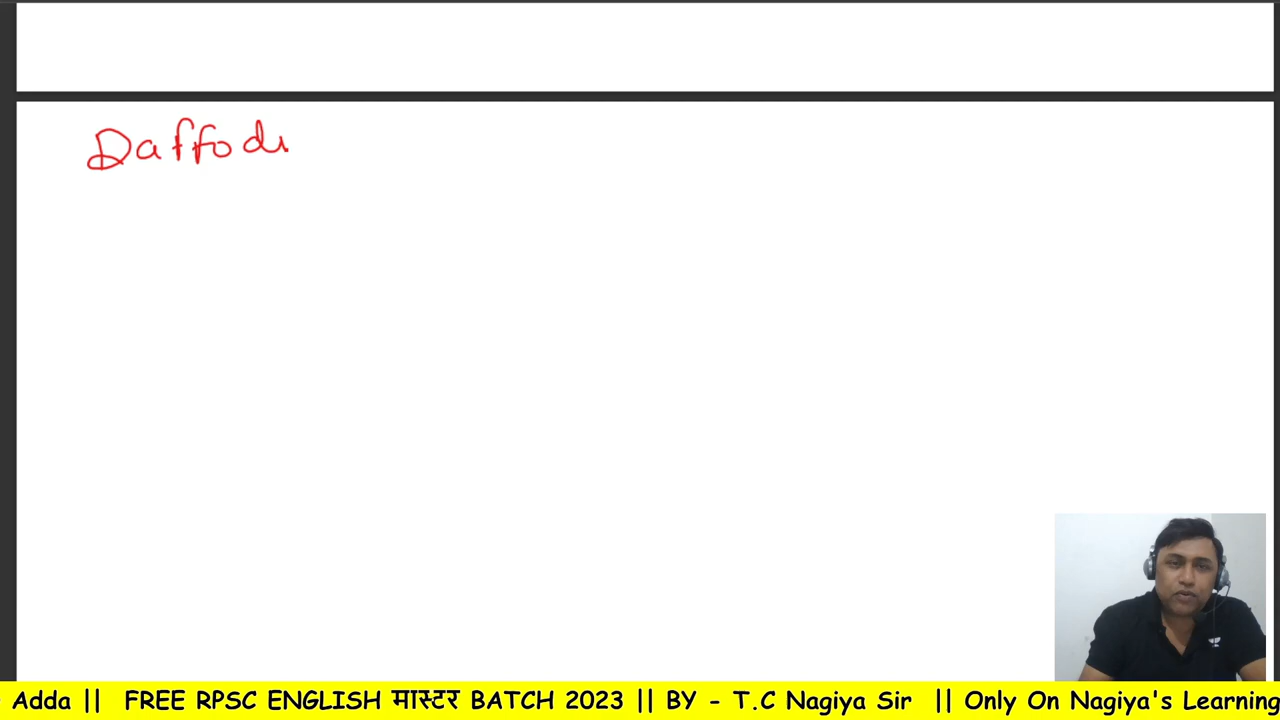 Daffodi
Adda || FREE RPSC ENGLISH मास्टर BATCH 2023 || BY - T.C Nagiya Sir || Only On Nagiya's Learning